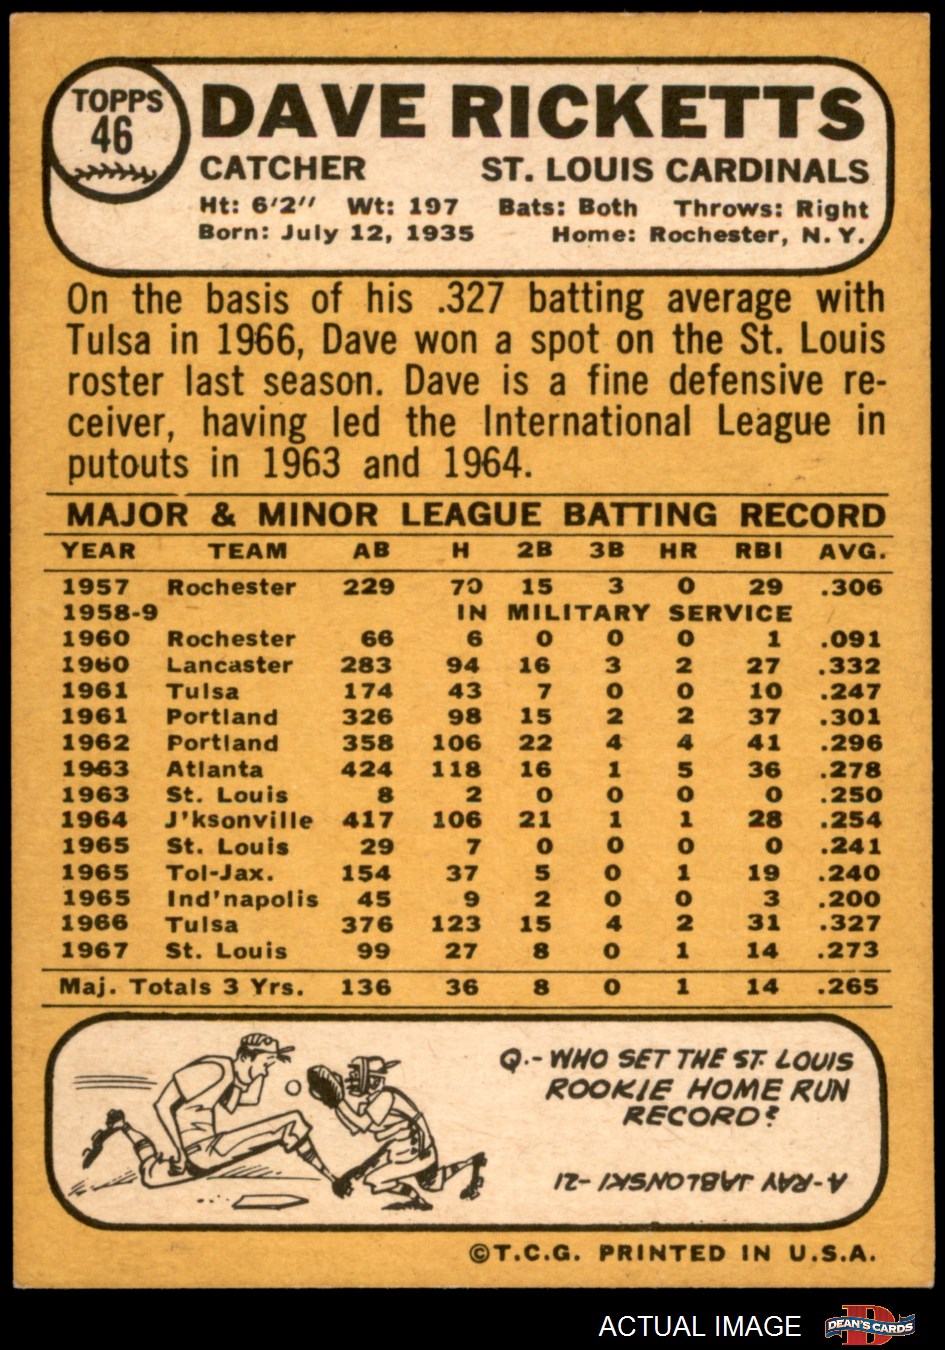 TOPPS
46
DAVE RICKETTS
CATCHER ST. LOUIS CARDINALS
Ht: 6'2" Wt: 197 Bats: Both Throws: Right
Born: July 12, 1935 Home: Rochester, N. Y.
On the basis of his .327 batting average with
Tulsa in 1966, Dave won a spot on the St. Louis
roster last season. Dave is a fine defensive re-
ceiver, having led the International League in
putouts in 1963 and 1964.
MAJOR & MINOR LEAGUE BATTING RECORD
YEAR TEAM AB H 2B 3B HR RBI AVG.
1957 Rochester 229 70 15 3 0 29 .306
1958-9 IN MILITARY SERVICE
1960 Rochester 66 6 0 0 0 1 .091
1960 Lancaster 283 94 16 3 2 27 .332
1961 Tulsa 174 43 7 0 0 10 .247
1961 Portland 326 98 15 2 2 37 .301
1962 Portland 358 106 22 4 4 41 .296
1963 Atlanta 424 118 16 1 5 36 .278
1963 St. Louis 8 2 0 0 0 0 .250
1964 J'ksonville 417 106 21 1 1 28 .254
1965 St. Louis 29 7 0 0 0 0 .241
1965 Tol-Jax. 154 37 5 0 1 19 .240
1965 Ind'napolis 45 9 2 0 0 3 .200
1966 Tulsa 376 123 15 4 2 31 .327
1967 St. Louis 99 27 8 0 1 14 .273
Maj. Totals 3 Yrs. 136 36 8 0 1 14 .265
Q.- WHO SET THE ST. LOUIS
ROOKIE HOME RUN
RECORD?
A-RAY JABLONSKI -21
©T.C.G. PRINTED IN U.S.A.
ACTUAL IMAGE DEAN'S CARDS